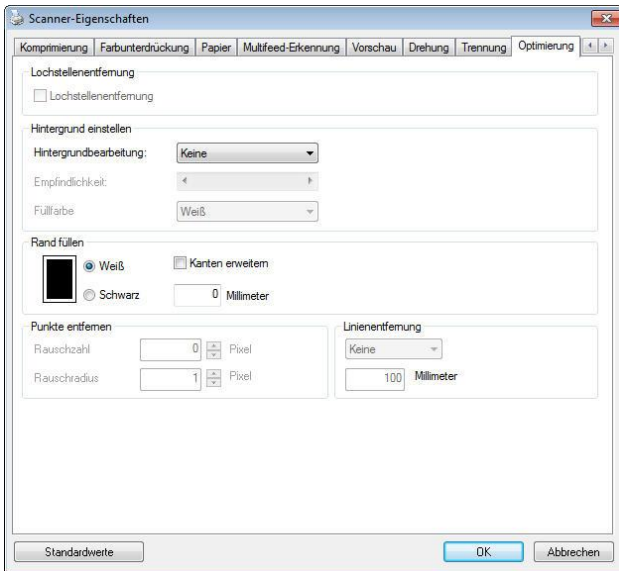 Scanner-Eigenschaften
Komprimierung Farbunterdrückung Papier Multifeed-Erkennung Vorschau Drehung Trennung Optimierung
Lochstellenentfernung
Lochstellenentfernung
Hintergrund einstellen
Hintergrundbearbeitung: Keine
Empfindlichkeit:
Füllfarbe Weiß
Rand füllen
Weiß Kanten erweitern
Schwarz 0 Millimeter
Punkte entfernen Linienentfernung
Rauschzahl 0 Pixel Keine
Rauschradius 1 Pixel 100 Millimeter
Standardwerte OK Abbrechen